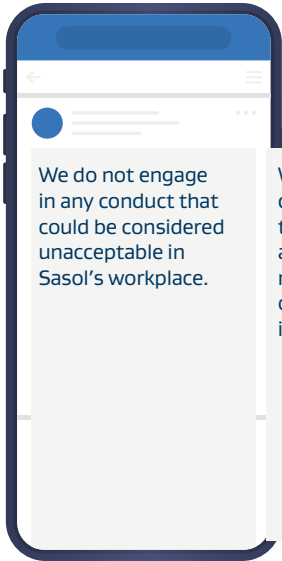 We do not engage
in any conduct that
could be considered
unacceptable in
Sasol’s workplace.